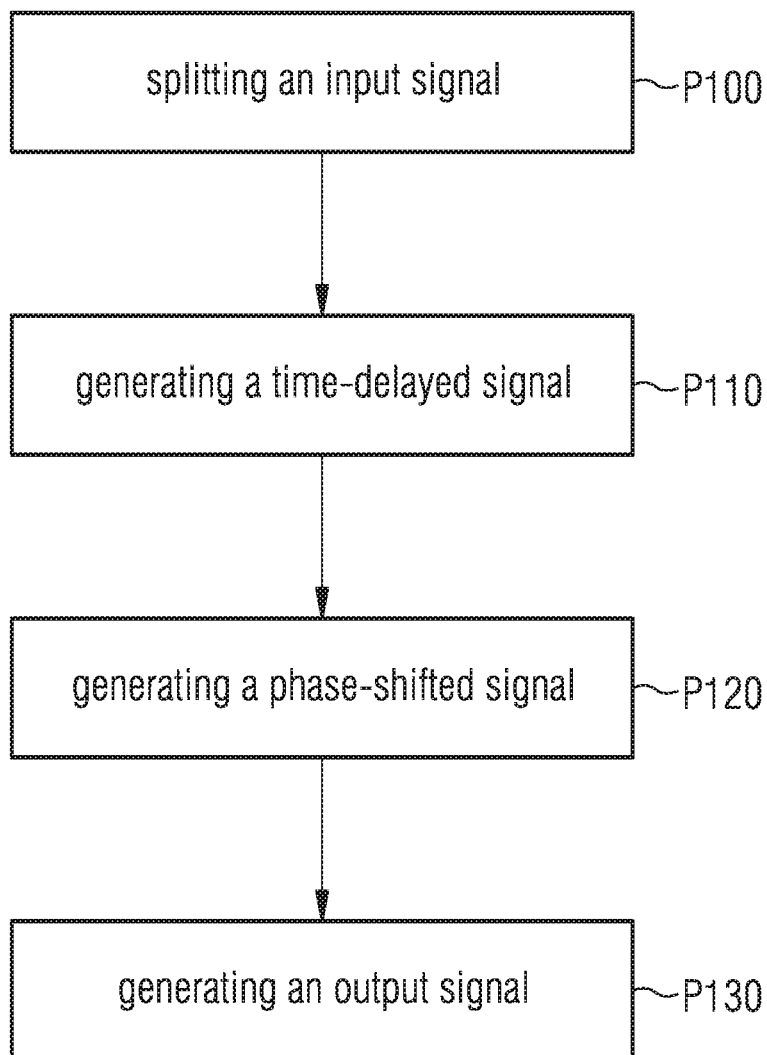 splitting an input signal P100
generating a time-delayed signal P110
generating a phase-shifted signal P120
generating an output signal P130